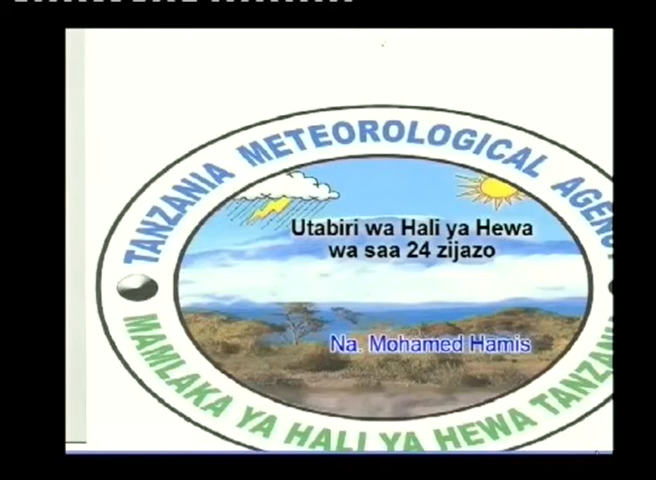 TANZANIA METEOROLOGICAL AGENCY
Utabiri wa Hali ya Hewa
wa saa 24 zijazo
Na. Mohamed Hamis
MAMLAKA YA HALI YA HEWA TANZANI